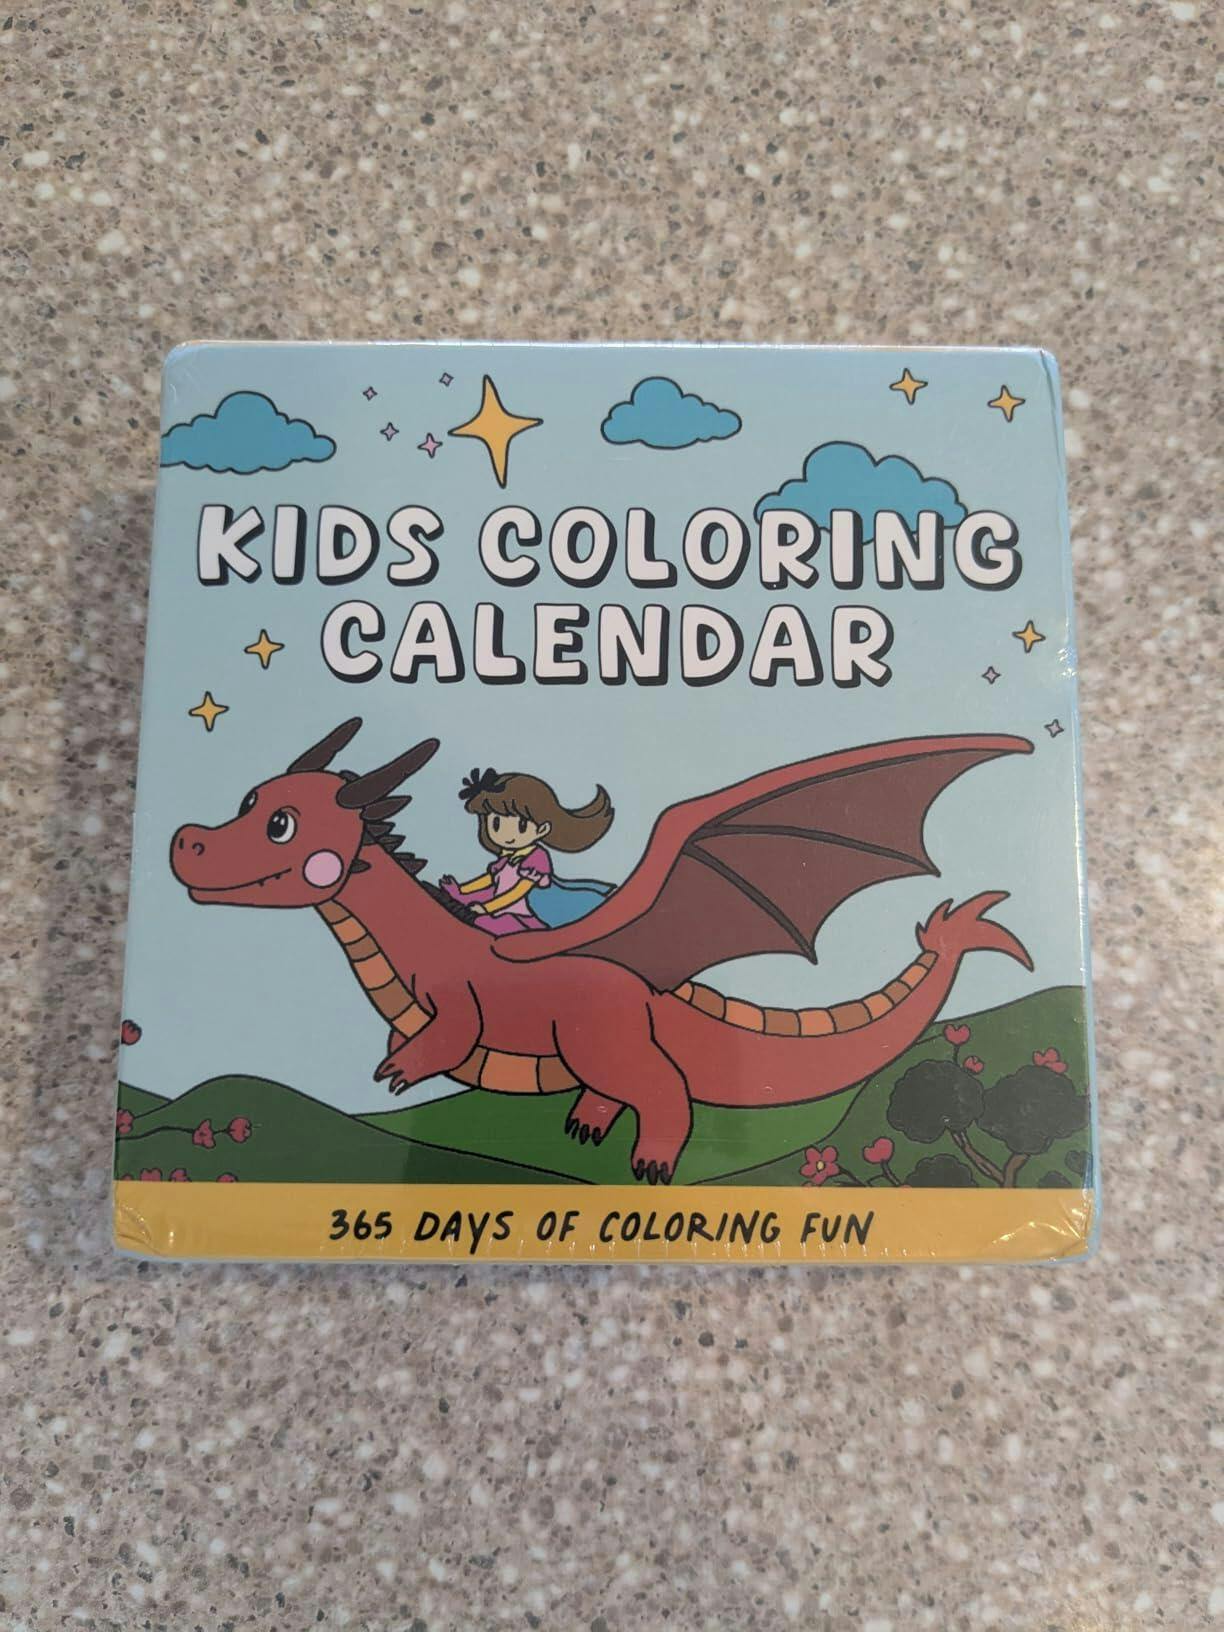 KIDS COLORING
CALENDAR
365 DAYS OF COLORING FUN